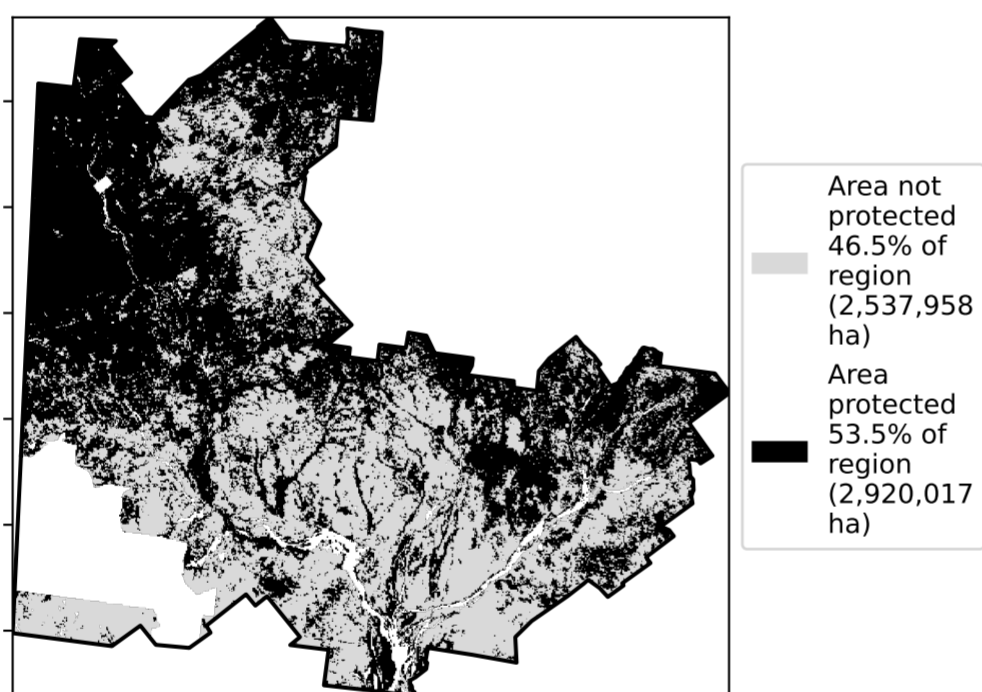 Area not
protected
46.5% of
region
(2,537,958
ha)
Area
protected
53.5% of
region
(2,920,017
ha)